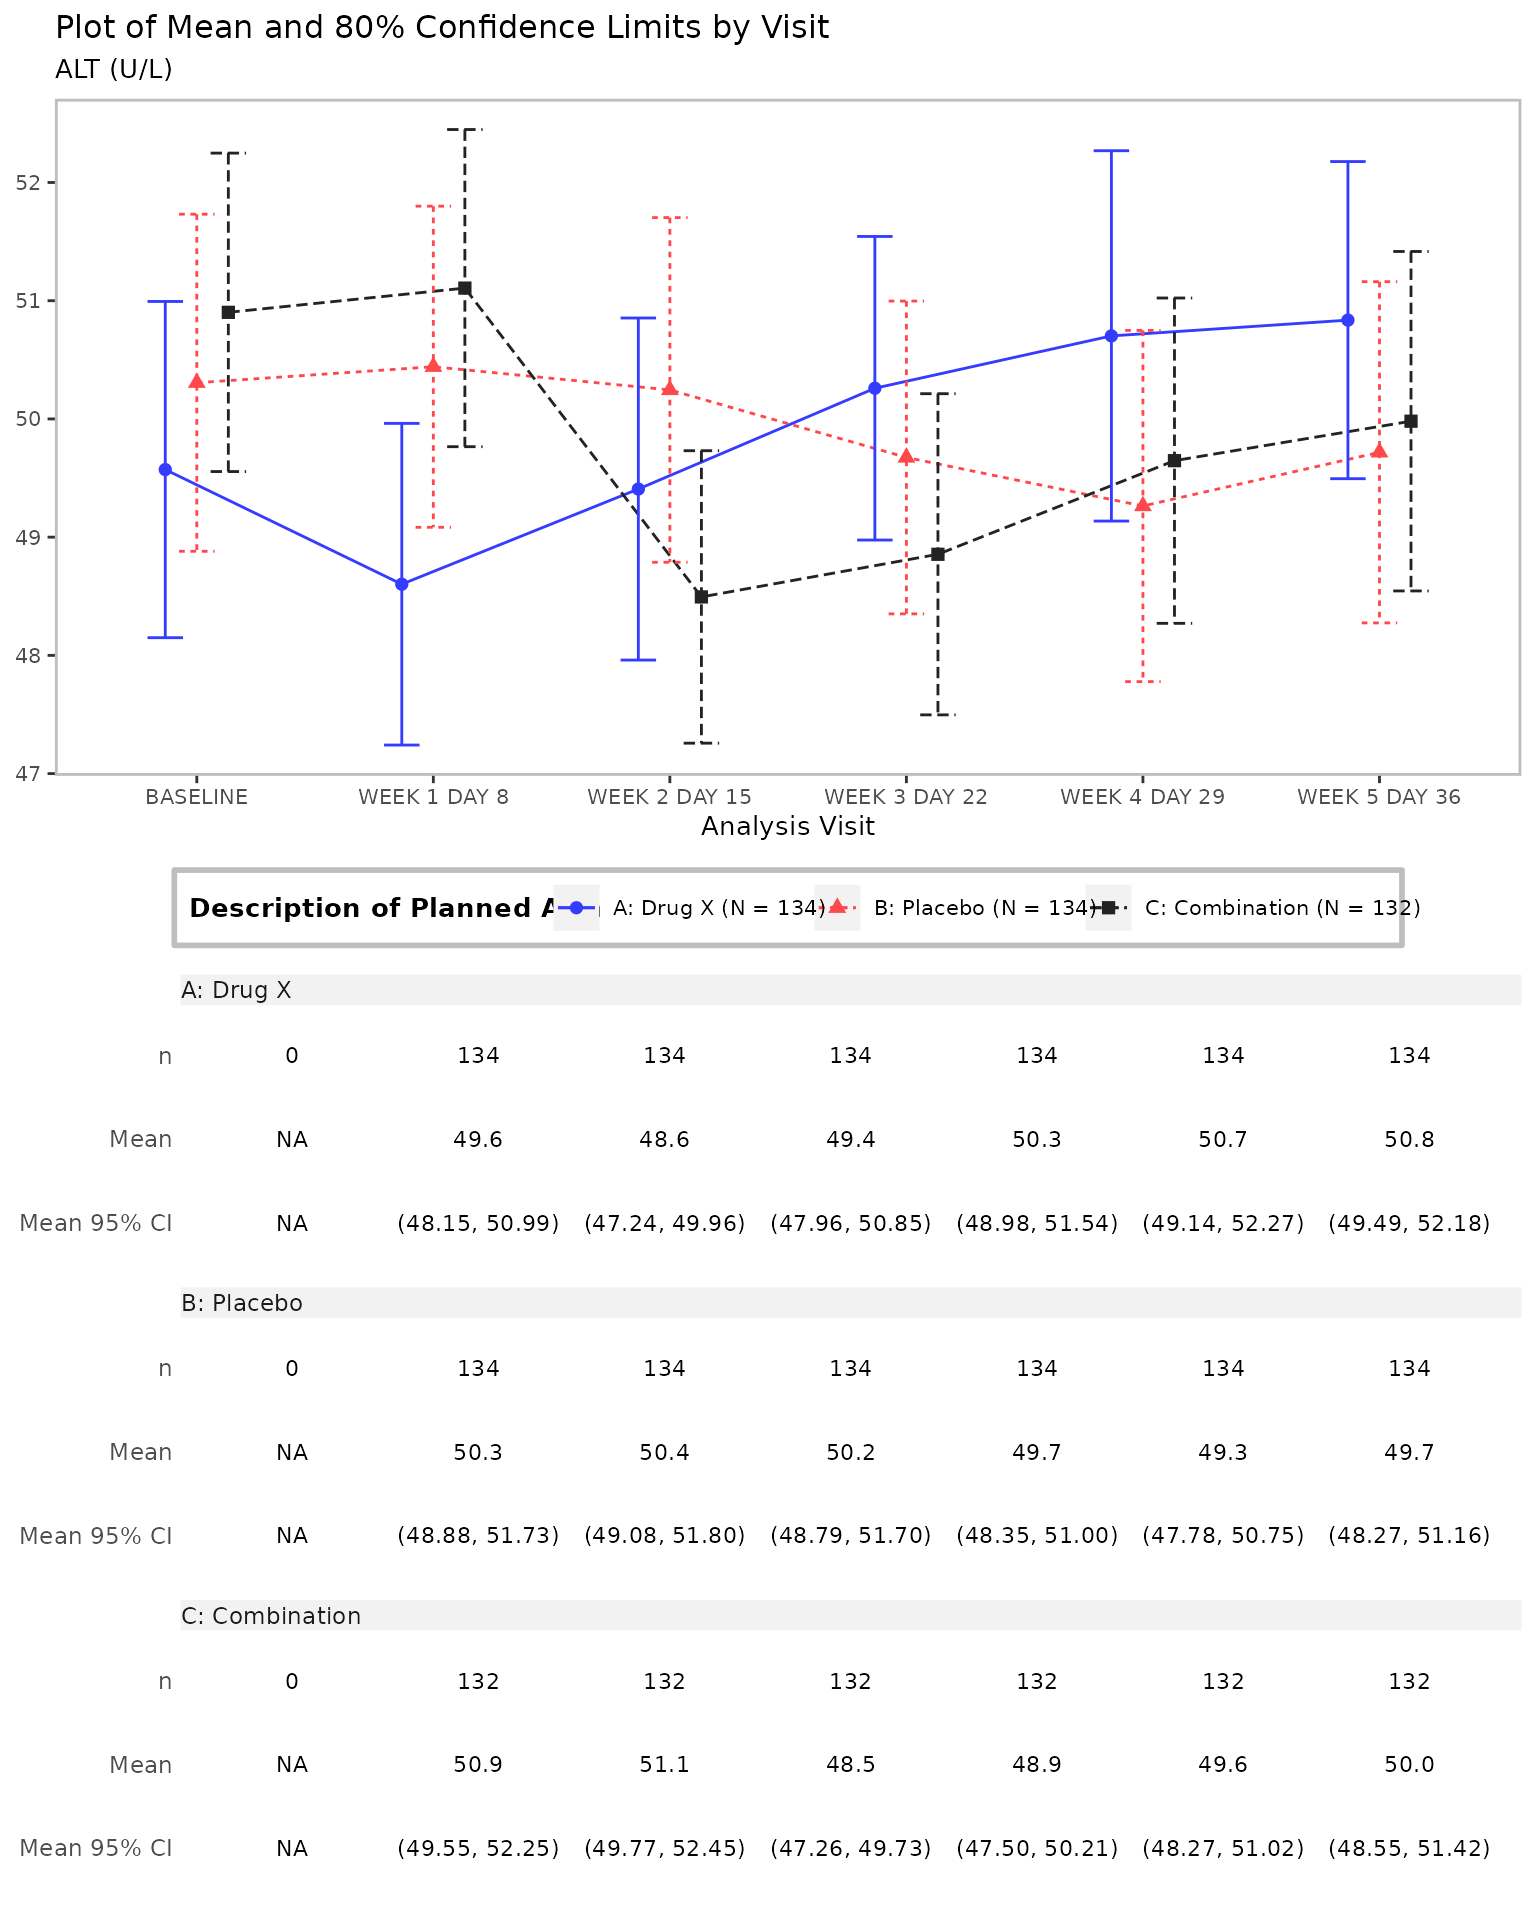 Plot of Mean and 80% Confidence Limits by Visit
ALT (U/L)
52
51
50
49
48
47
BASELINE WEEK 1 DAY 8 WEEK 2 DAY 15 WEEK 3 DAY 22 WEEK 4 DAY 29 WEEK 5 DAY 36
Analysis Visit
Description of Planned A: Drug X (N = 134) B: Placebo (N = 134) C: Combination (N = 132)
A: Drug X
n 0 134 134 134 134 134 134
Mean NA 49.6 48.6 49.4 50.3 50.7 50.8
Mean 95% CI NA (48.15, 50.99) (47.24, 49.96) (47.96, 50.85) (48.98, 51.54) (49.14, 52.27) (49.49, 52.18)
B: Placebo
n 0 134 134 134 134 134 134
Mean NA 50.3 50.4 50.2 49.7 49.3 49.7
Mean 95% CI NA (48.88, 51.73) (49.08, 51.80) (48.79, 51.70) (48.35, 51.00) (47.78, 50.75) (48.27, 51.16)
C: Combination
n 0 132 132 132 132 132 132
Mean NA 50.9 51.1 48.5 48.9 49.6 50.0
Mean 95% CI NA (49.55, 52.25) (49.77, 52.45) (47.26, 49.73) (47.50, 50.21) (48.27, 51.02) (48.55, 51.42)